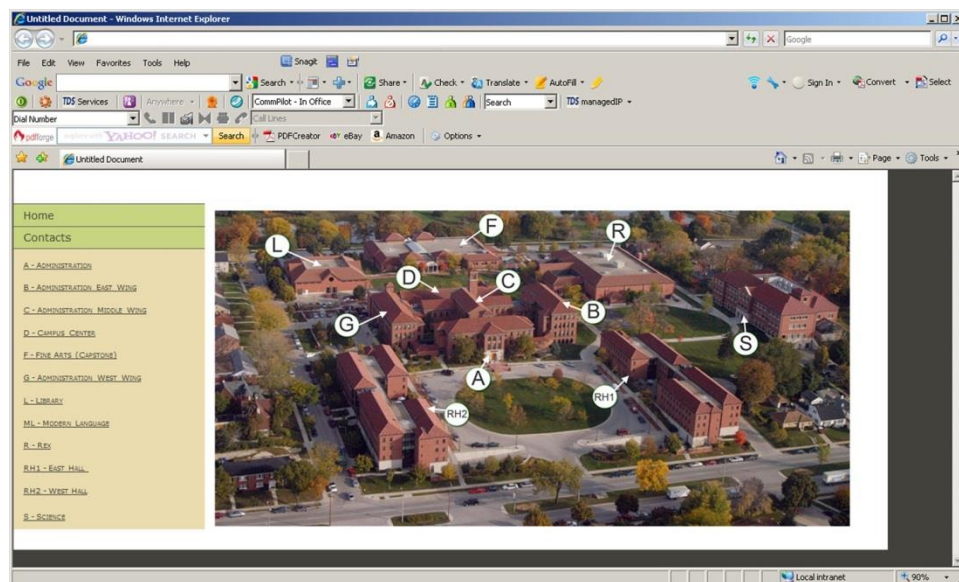 Untitled Document - Windows Internet Explorer
Google
File Edit View Favorites Tools Help Snagit
Google Search Share Check Translate AutoFill Sign In Convert Select
TDS Services Anywhere CommPilot - In Office Search TDS managedIP
Dial Number Call Lines
pdfforge YAHOO! SEARCH Search PDFCreator eBay Amazon Options
Untitled Document Page Tools
Home
Contacts
A - ADMINISTRATION
B - ADMINISTRATION EAST WING
C - ADMINISTRATION MIDDLE WING
D - CAMPUS CENTER
F - FINE ARTS (CAPSTONE)
G - ADMINISTRATION WEST WING
L - LIBRARY
ML - MODERN LANGUAGE
R - REX
RH1 - EAST HALL
RH2 - WEST HALL
S - SCIENCE
F
R
L
D
C
B
G
S
A
RH1
RH2
Local intranet 90%